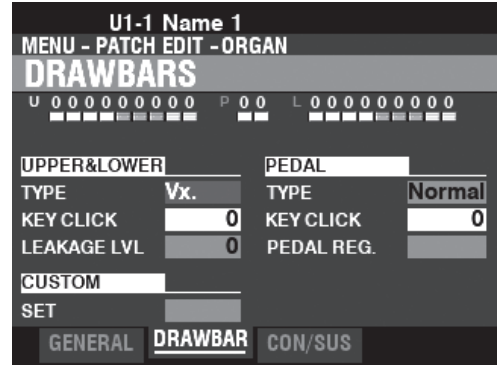 U1-1 Name 1
MENU - PATCH EDIT - ORGAN
DRAWBARS
U 0 0 0 0 0 0 0 0 0 P 0 0 L 0 0 0 0 0 0 0 0 0
UPPER&LOWER PEDAL
TYPE Vx. TYPE Normal
KEY CLICK 0 KEY CLICK 0
LEAKAGE LVL 0 PEDAL REG.
CUSTOM
SET
GENERAL DRAWBAR CON/SUS